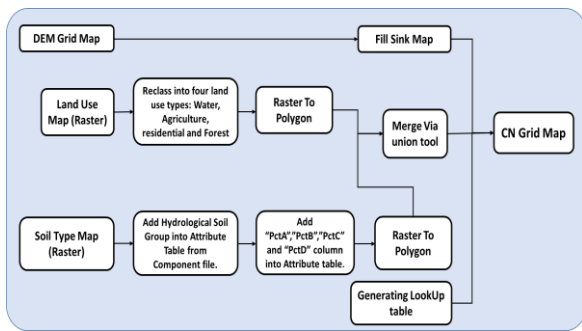 DEM Grid Map
Fill Sink Map
Land Use
Map (Raster)
Reclass into four land
use types: Water,
Agriculture,
residential and Forest
Raster To
Polygon
Merge Via
union tool
CN Grid Map
Soil Type Map
(Raster)
Add Hydrological Soil
Group into Attribute
Table from
Component file.
Add
"PctA","PctB","PctC"
and "PctD" column
into Attribute table.
Raster To
Polygon
Generating LookUp
table